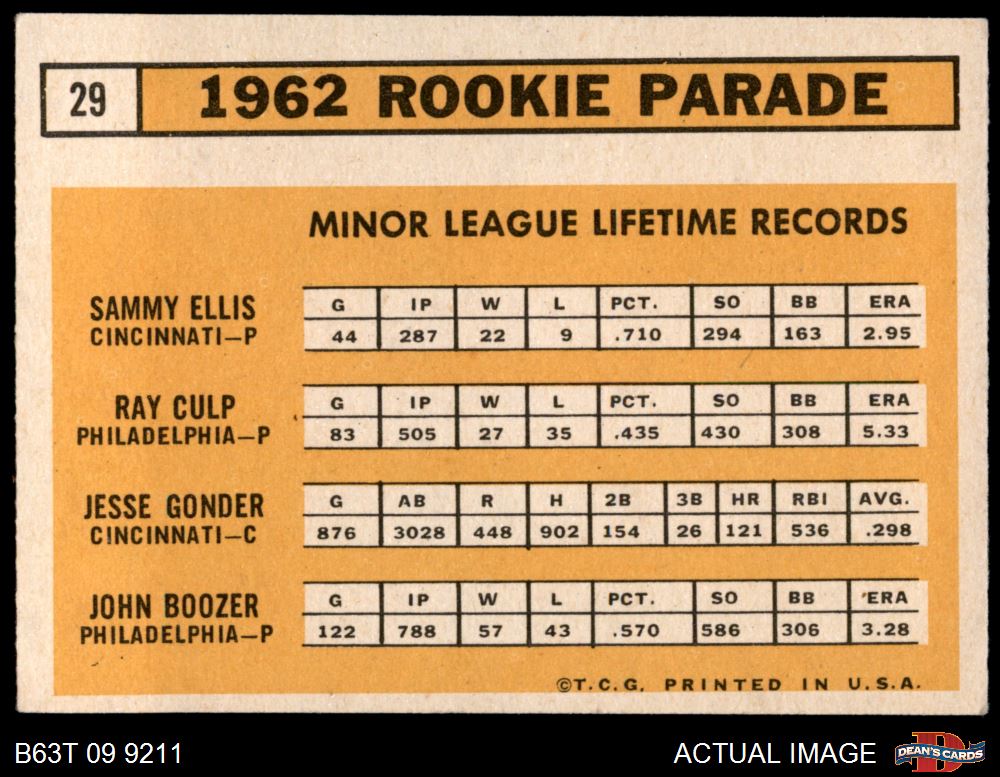 29 1962 ROOKIE PARADE
MINOR LEAGUE LIFETIME RECORDS
SAMMY ELLIS
CINCINNATI—P
G IP W L PCT. SO BB ERA
44 287 22 9 .710 294 163 2.95
RAY CULP
PHILADELPHIA—P
G IP W L PCT. SO BB ERA
83 505 27 35 .435 430 308 5.33
JESSE GONDER
CINCINNATI—C
G AB R H 2B 3B HR RBI AVG.
876 3028 448 902 154 26 121 536 .298
JOHN BOOZER
PHILADELPHIA—P
G IP W L PCT. SO BB ERA
122 788 57 43 .570 586 306 3.28
©T.C.G. PRINTED IN U.S.A.
B63T 09 9211 ACTUAL IMAGE DEAN'S CARDS